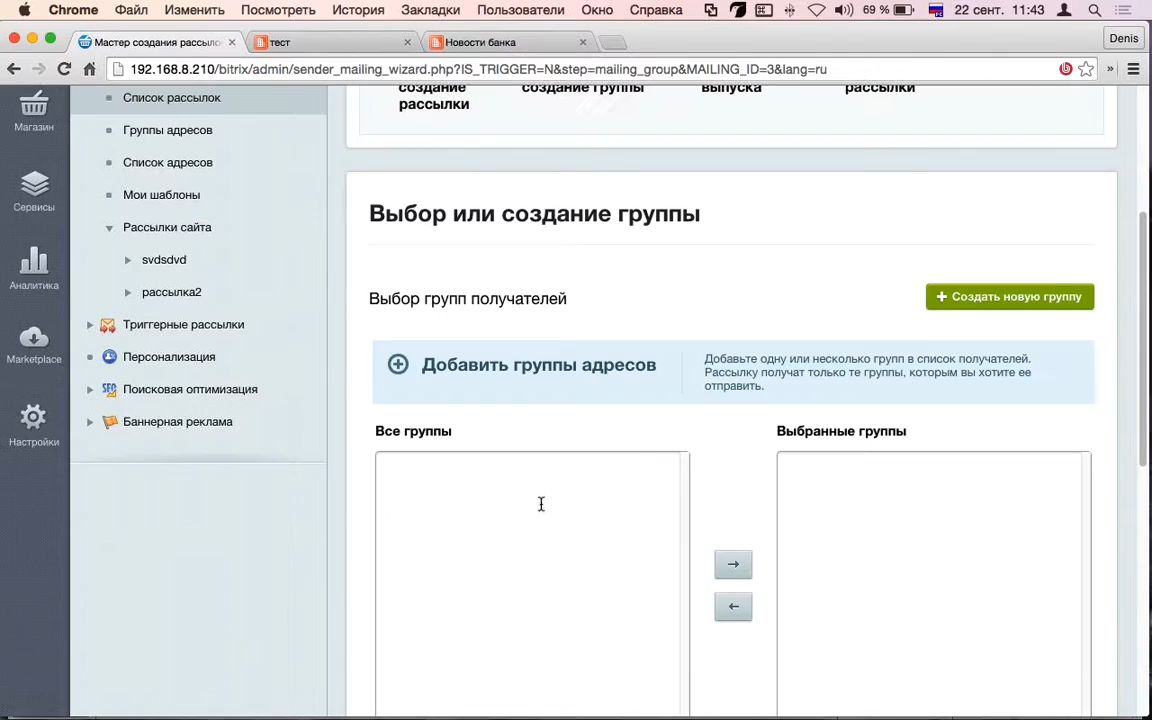 Chrome Файл Изменить Посмотреть История Закладки Пользователи Окно Справка 69 % 22 сент. 11:43
Мастер создания рассыло
тест
Новости банка
Denis
192.168.8.210/bitrix/admin/sender_mailing_wizard.php?IS_TRIGGER=N&step=mailing_group&MAILING_ID=3&lang=ru
Магазин
Сервисы
Аналитика
Marketplace
Настройки
Список рассылок
Группы адресов
Список адресов
Мои шаблоны
Рассылки сайта
svdsdvd
рассылка2
Триггерные рассылки
Персонализация
SEO Поисковая оптимизация
Баннерная реклама
создание
рассылки
создание группы
выпуска
рассылки
Выбор или создание группы
Выбор групп получателей
Создать новую группу
Добавить группы адресов
Добавьте одну или несколько групп в список получателей.
Рассылку получат только те группы, которым вы хотите ее
отправить.
Все группы
Выбранные группы